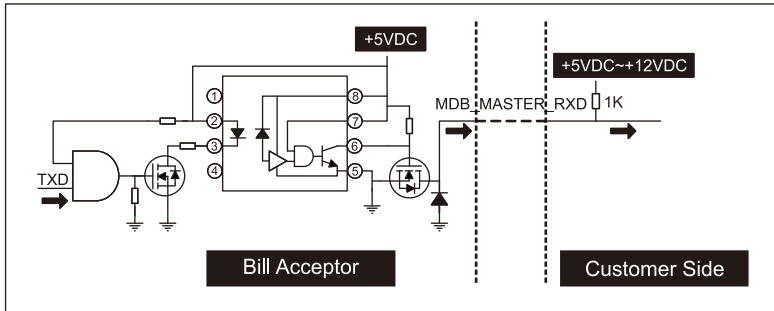 +5VDC
+5VDC~+12VDC
MDB_MASTER_RXD
1K
1
2
3
4
8
7
6
5
TXD
Bill Acceptor
Customer Side